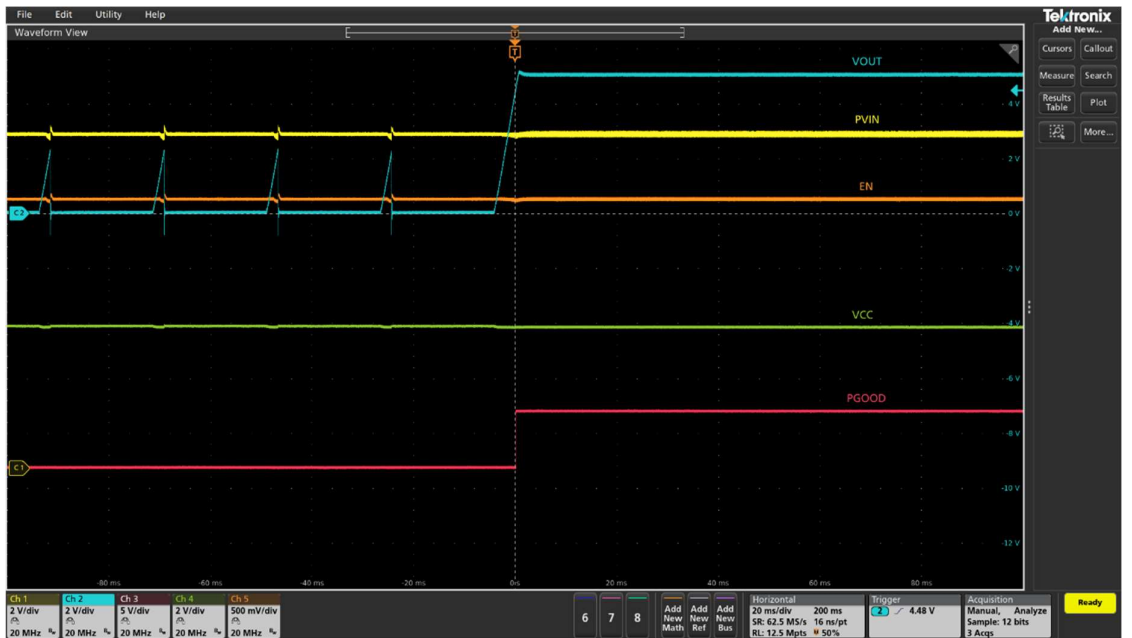 File Edit Utility Help
Tektronix
Waveform View
Add New...
Cursors Callout
Measure Search
Results Table Plot
More...
T
T
VOUT
4 V
PVIN
2 V
EN
C2
0 V
-2 V
VCC
-4 V
-6 V
PGOOD
-8 V
C1
-10 V
-12 V
-80 ms -60 ms -40 ms -20 ms 0s 20 ms 40 ms 60 ms 80 ms
Ch 1 Ch 2 Ch 3 Ch 4 Ch 5
2 V/div 2 V/div 5 V/div 2 V/div 500 mV/div
20 MHz 20 MHz 20 MHz 20 MHz 20 MHz
6 7 8
Add New Math Add New Ref Add New Bus
Horizontal
20 ms/div 200 ms
SR: 62.5 MS/s 16 ns/pt
RL: 12.5 Mpts 50%
Trigger
2 4.48 V
Acquisition
Manual, Analyze
Sample: 12 bits
3 Acqs
Ready